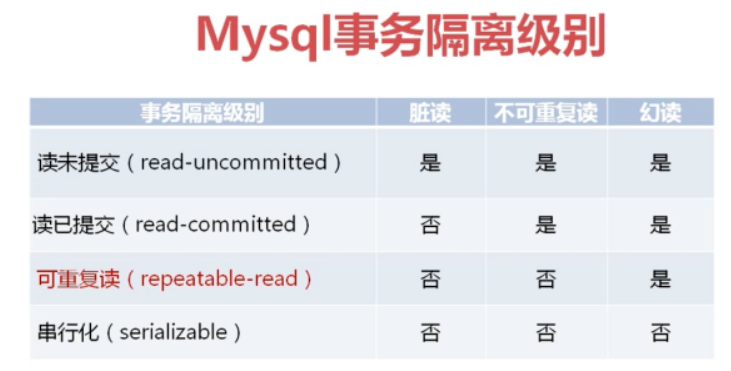 Mysql事务隔离级别
事务隔离级别 脏读 不可重复读 幻读
读未提交（read-uncommitted） 是 是 是
读已提交（read-committed） 否 是 是
可重复读（repeatable-read） 否 否 是
串行化（serializable） 否 否 否